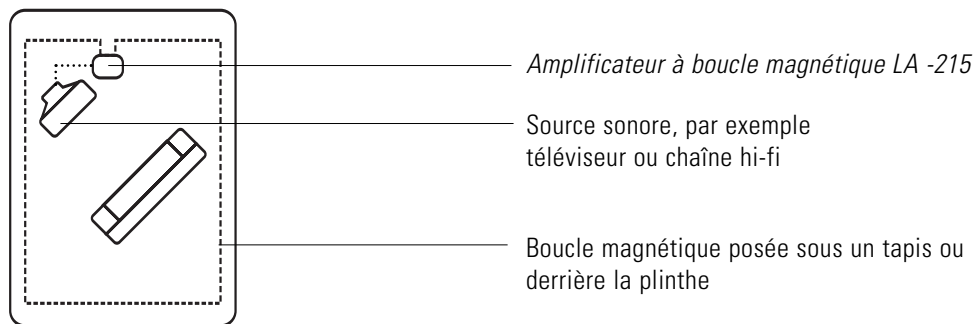 Amplificateur à boucle magnétique LA -215
Source sonore, par exemple
téléviseur ou chaîne hi-fi
Boucle magnétique posée sous un tapis ou
derrière la plinthe